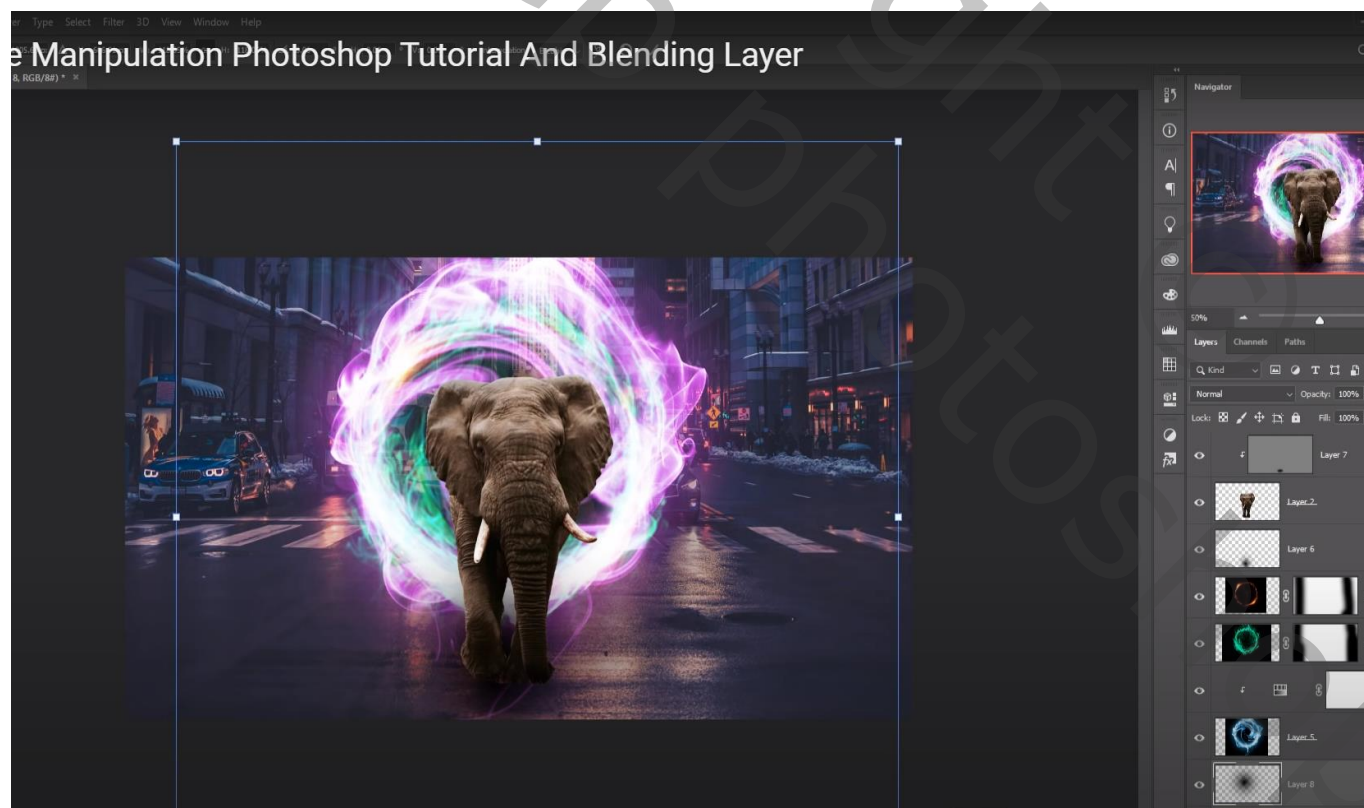 er Type Select Filter 3D View Window Help
e Manipulation Photoshop Tutorial And Blending Layer
8, RGB/8#) * ×
Navigator
50%
Layers Channels Paths
Kind
Normal Opacity: 100%
Lock: Fill: 100%
Layer 7
Layer 2
Layer 6
Layer 5
Layer 8